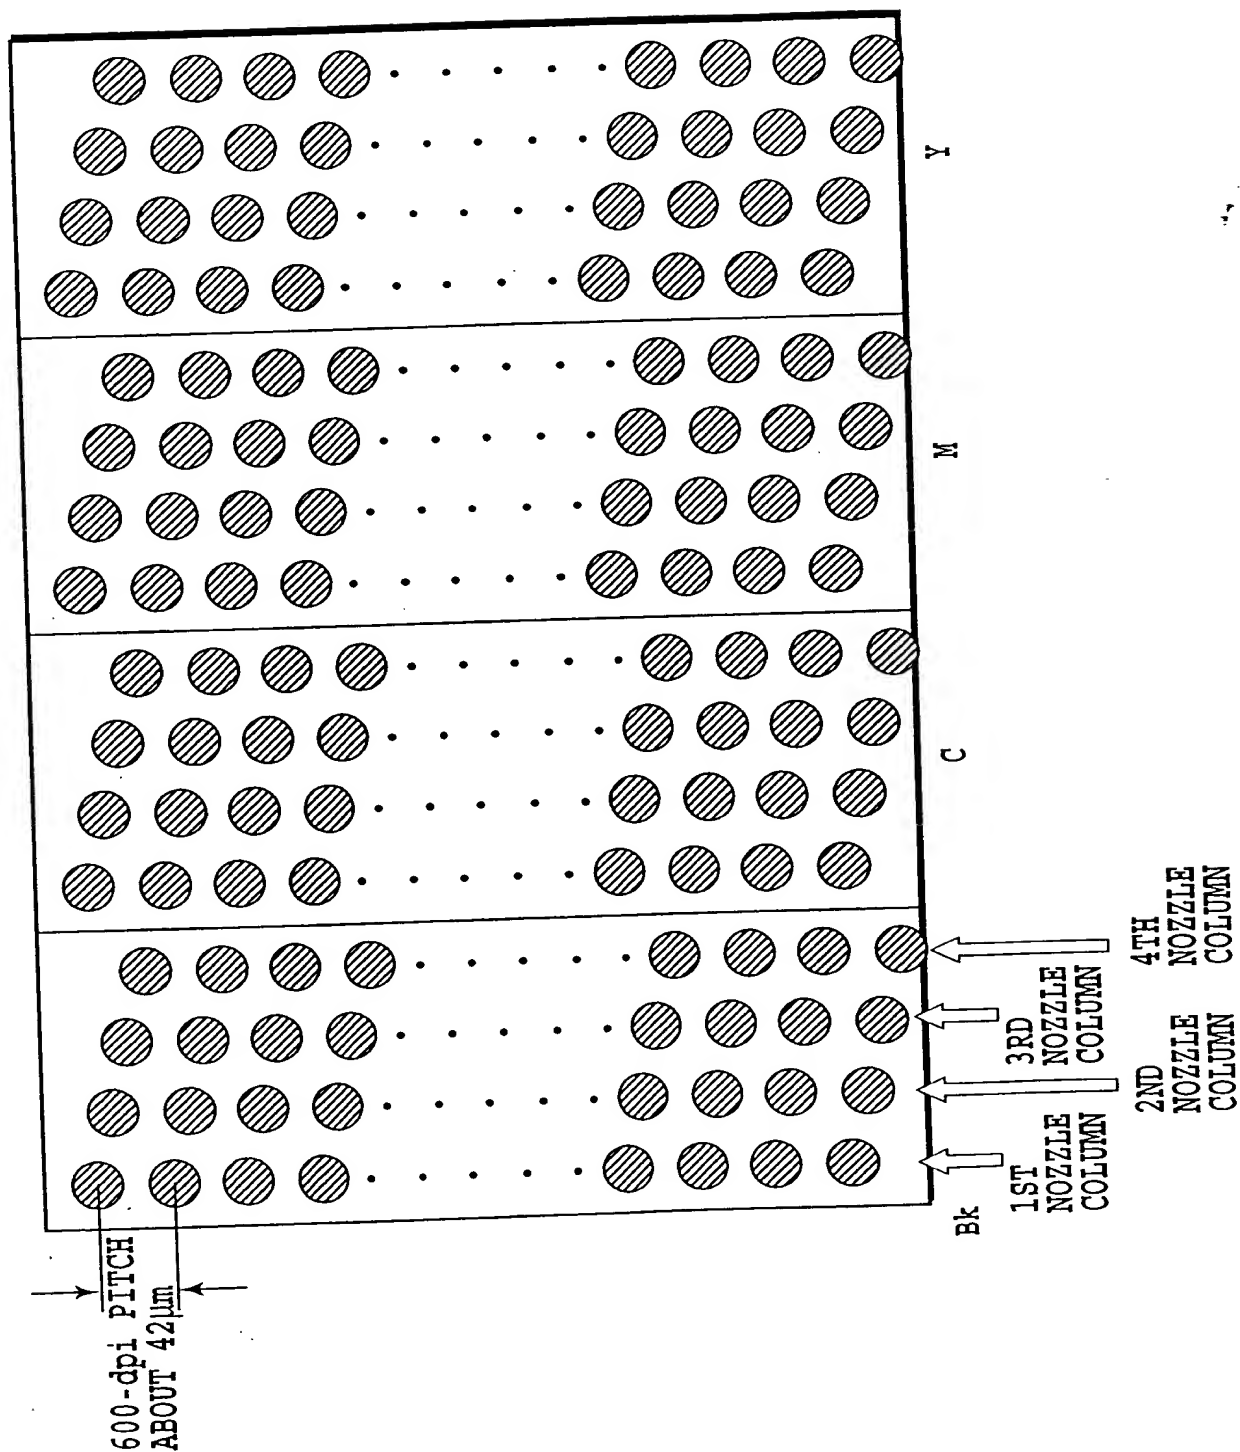 600-dpi PITCH
ABOUT 42µm
Bk
C
M
Y
1ST
NOZZLE
COLUMN
2ND
NOZZLE
COLUMN
3RD
NOZZLE
COLUMN
4TH
NOZZLE
COLUMN